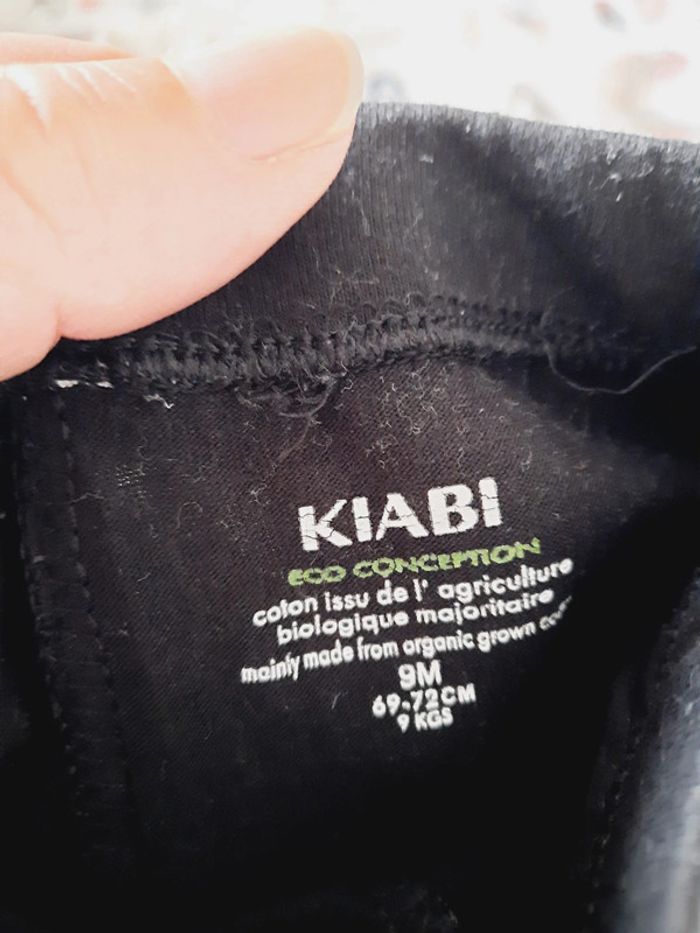 KIABI
ECO CONCEPTION
coton issu de l' agriculture
biologique majoritaire
mainly made from organic grown
9M
69-72CM
9 KGS